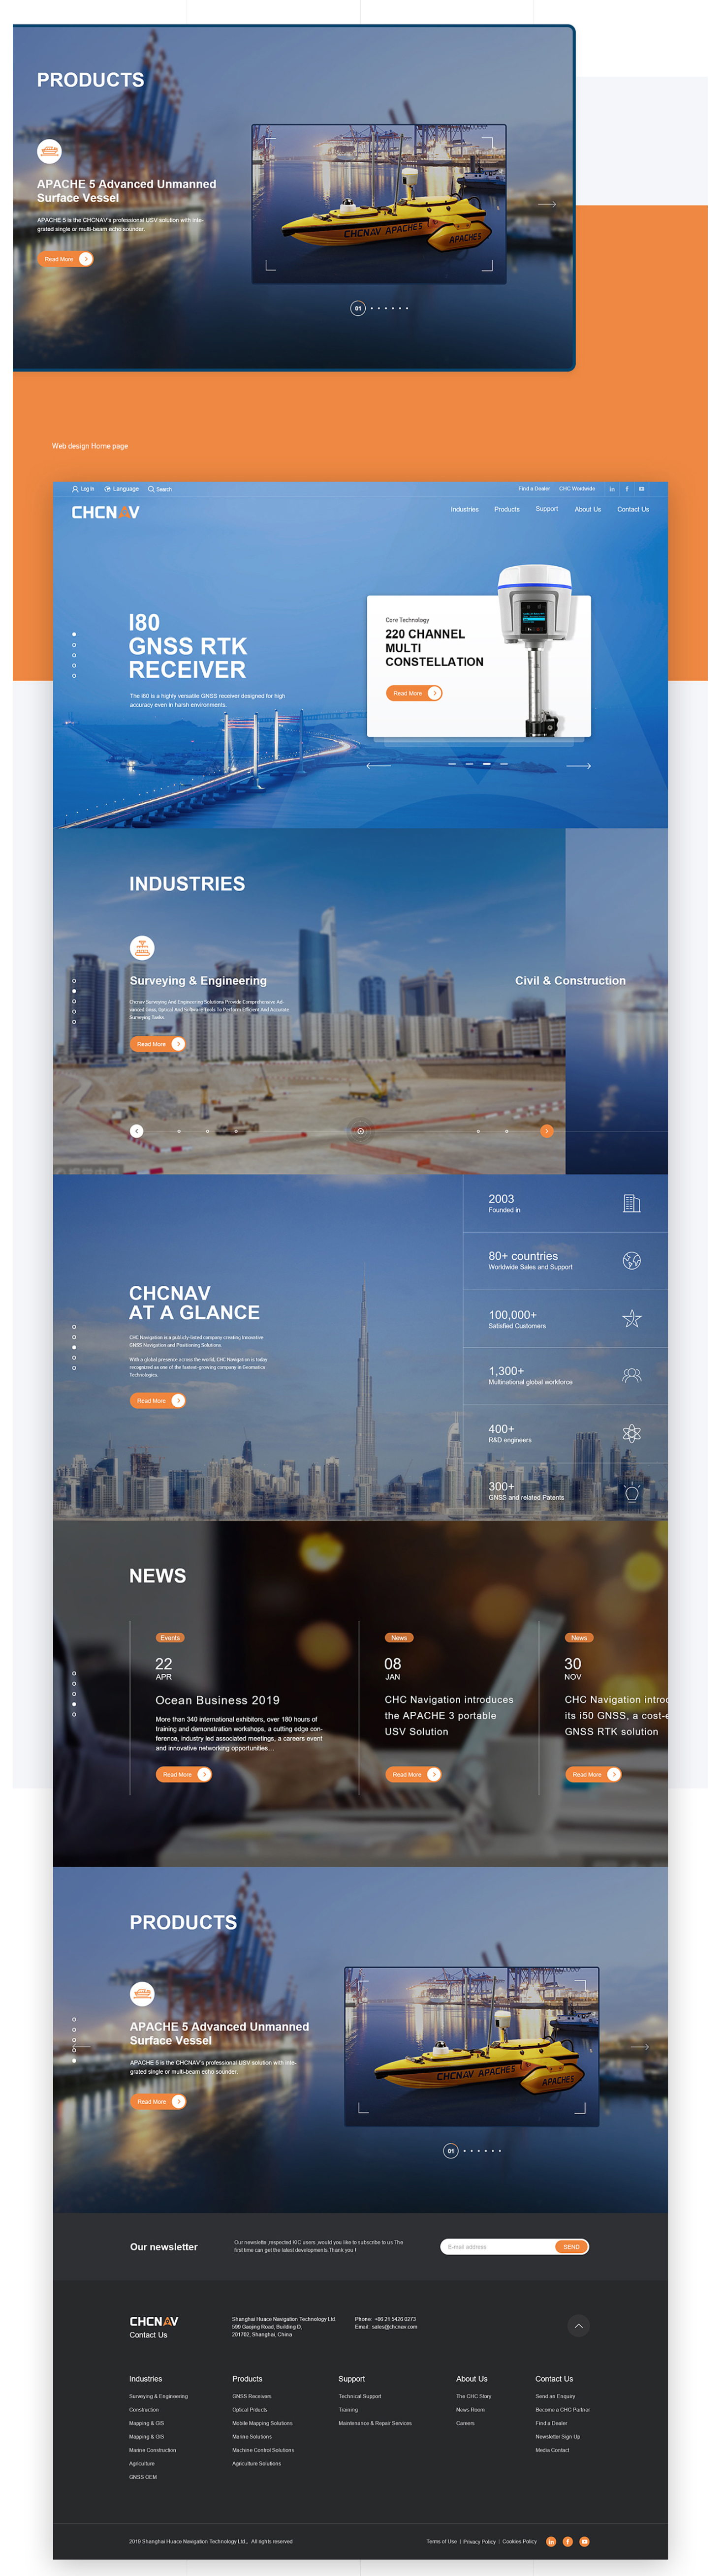 PRODUCTS
APACHE 5 Advanced Unmanned
Surface Vessel
APACHE 5 is the CHCNAV's professional USV solution with inte-
grated single or multi-beam echo sounder.
Read More
CHCNAV APACHE5
APACHE5
01
Web design Home page
Log In
Language
Search
Find a Dealer
CHC Wordwide
in
f
CHCNAV
Industries
Products
Support
About Us
Contact Us
I80
GNSS RTK
RECEIVER
The i80 is a highly versatile GNSS receiver designed for high
accuracy even in harsh environments.
Core Technology
220 CHANNEL
MULTI
CONSTELLATION
Read More
INDUSTRIES
Surveying & Engineering
Chcnav Surveying And Engineering Solutions Provide Comprehensive Ad-
vanced Gnss, Optical And Software Tools To Perform Efficient And Accurate
Surveying Tasks.
Read More
Civil & Construction
CHCNAV
AT A GLANCE
CHC Navigation is a publicly-listed company creating innovative
GNSS Navigation and Positioning Solutions
With a global presence across the world, CHC Navigation is today
recognized as one of the fastest-growing company in Geomatics
Technologies.
Read More
2003
Founded in
80+ countries
Worldwide Sales and Support
100,000+
Satisfied Customers
1,300+
Multinational global workforce
400+
R&D engineers
300+
GNSS and related Patents
NEWS
Events
22
APR
Ocean Business 2019
More than 340 international exhibitors, over 180 hours of
training and demonstration workshops, a cutting edge con-
ference, industry led associated meetings, a careers event
and innovative networking opportunities…
Read More
News
08
JAN
CHC Navigation introduces
the APACHE 3 portable
USV Solution
Read More
News
30
NOV
CHC Navigation introd
its i50 GNSS, a cost-e
GNSS RTK solution
Read More
PRODUCTS
APACHE 5 Advanced Unmanned
Surface Vessel
APACHE 5 is the CHCNAV's professional USV solution with inte-
grated single or multi-beam echo sounder.
Read More
CHCNAV APACHE5
APACHE5
01
Our newsletter
Our newslette ,respected KIC users ,would you like to subscribe to us.The
first time can get the latest developments.Thank you !
E-mail address
SEND
CHCNAV
Contact Us
Shanghai Huace Navigation Technology Ltd.
599 Gaojing Road, Building D,
201702, Shanghai, China
Phone: +86 21 5426 0273
Email: sales@chcnav.com
Industries
Surveying & Engineering
Construction
Mapping & GIS
Mapping & GIS
Marine Construction
Agriculture
GNSS OEM
Products
GNSS Receivers
Optical Prducts
Mobile Mapping Solutions
Marine Solutions
Machine Control Solutions
Agriculture Solutions
Support
Technical Support
Training
Maintenance & Repair Services
About Us
The CHC Story
News Room
Careers
Contact Us
Send an Enquiry
Become a CHC Partner
Find a Dealer
Newsletter Sign Up
Media Contact
2019 Shanghai Huace Navigation Technology Ltd., All rights reserved
Terms of Use | Privacy Policy | Cookies Policy
in
f